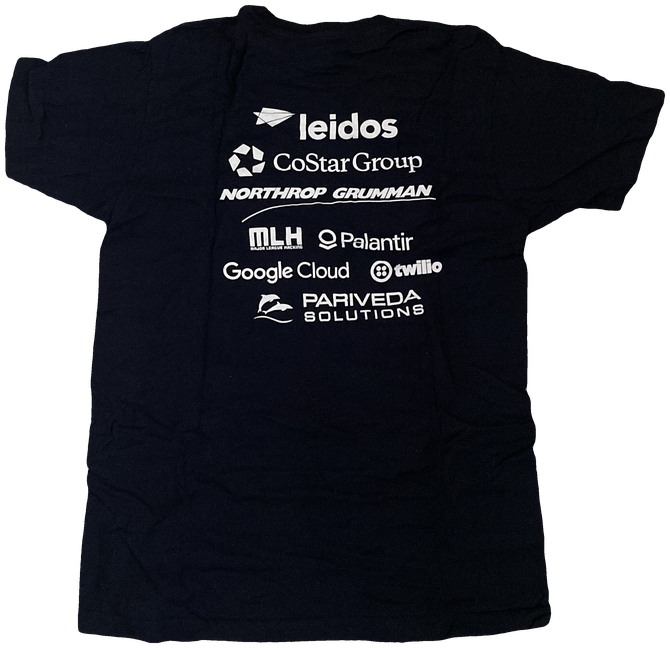 leidos
CoStar Group
NORTHROP GRUMMAN
MLH Palantir
MAJOR LEAGUE HACKING
Google Cloud twilio
PARIVEDA
SOLUTIONS